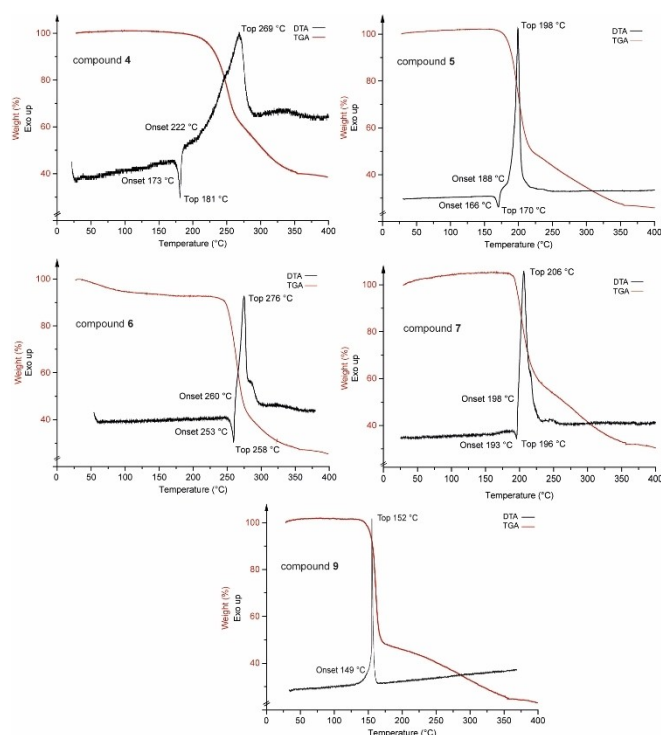 Top 269 °C
DTA
TGA
compound 4
100
80
60
40
Weight (%)
Exo up
Onset 222 °C
Onset 173 °C
Top 181 °C
0 50 100 150 200 250 300 350 400
Temperature (°C)
Top 198 °C
DTA
TGA
compound 5
100
80
60
40
Weight (%)
Exo up
Onset 188 °C
Onset 166 °C
Top 170 °C
0 50 100 150 200 250 300 350 400
Temperature (°C)
Top 276 °C
DTA
TGA
compound 6
100
80
60
40
Weight (%)
Exo up
Onset 260 °C
Onset 253 °C
Top 258 °C
0 50 100 150 200 250 300 350 400
Temperature (°C)
Top 206 °C
DTA
TGA
compound 7
100
80
60
40
Weight (%)
Exo up
Onset 198 °C
Onset 193 °C
Top 196 °C
0 50 100 150 200 250 300 350 400
Temperature (°C)
Top 152 °C
DTA
TGA
compound 9
100
80
60
40
Weight (%)
Exo up
Onset 149 °C
0 50 100 150 200 250 300 350 400
Temperature (°C)